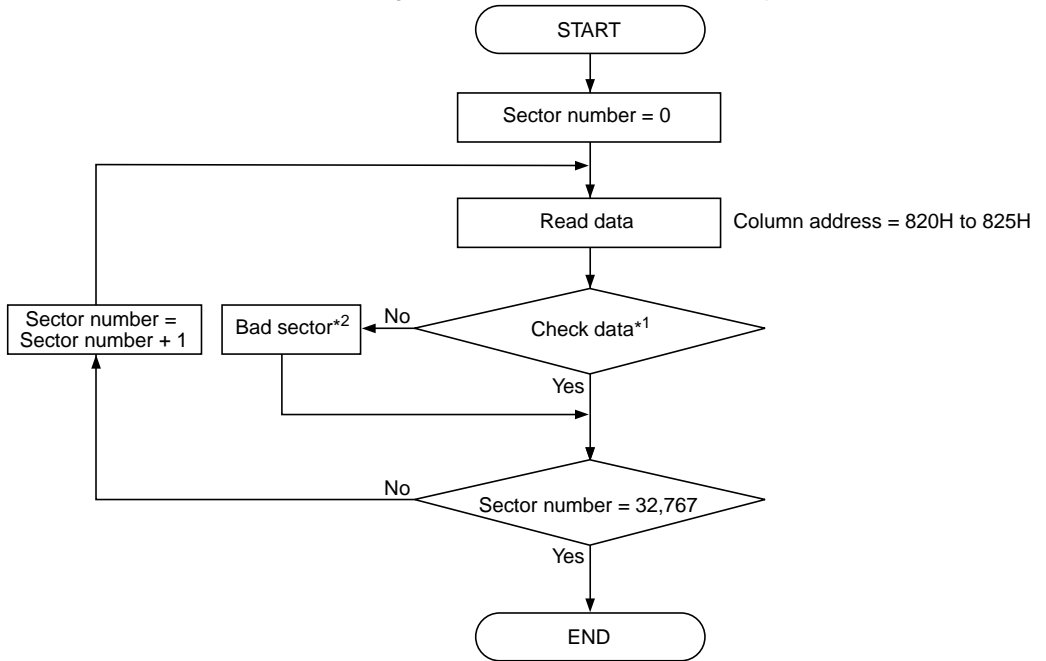 START
Sector number = 0
Read data
Column address = 820H to 825H
Sector number =
Sector number + 1
Bad sector*2
No
Check data*1
Yes
No
Sector number = 32,767
Yes
END